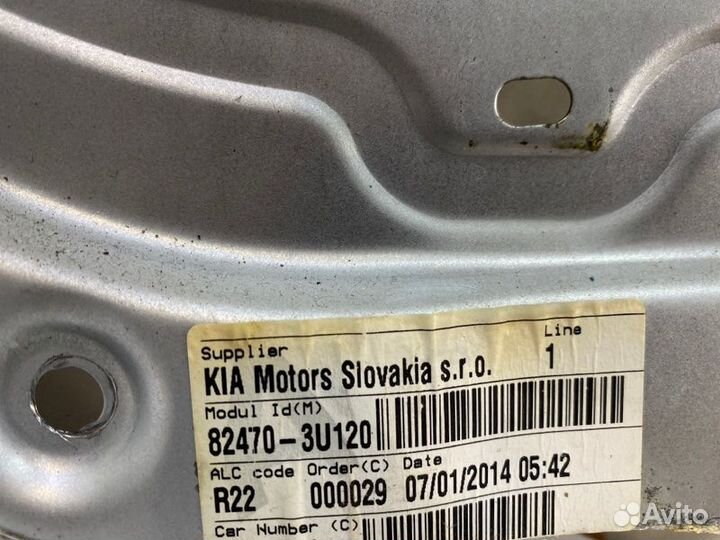 Supplier Line
KIA Motors Slovakia s.r.o. 1
Modul Id(M)
82470-3U120
ALC code Order(C) Date
R22 000029 07/01/2014 05:42
Car Number (C)
Avito